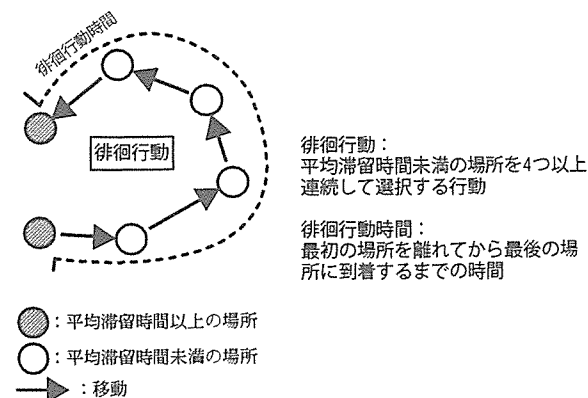 徘徊行動時間
徘徊行動
徘徊行動：
平均滞留時間未満の場所を4つ以上
連続して選択する行動
徘徊行動時間：
最初の場所を離れてから最後の場
所に到着するまでの時間
：平均滞留時間以上の場所
：平均滞留時間未満の場所
：移動